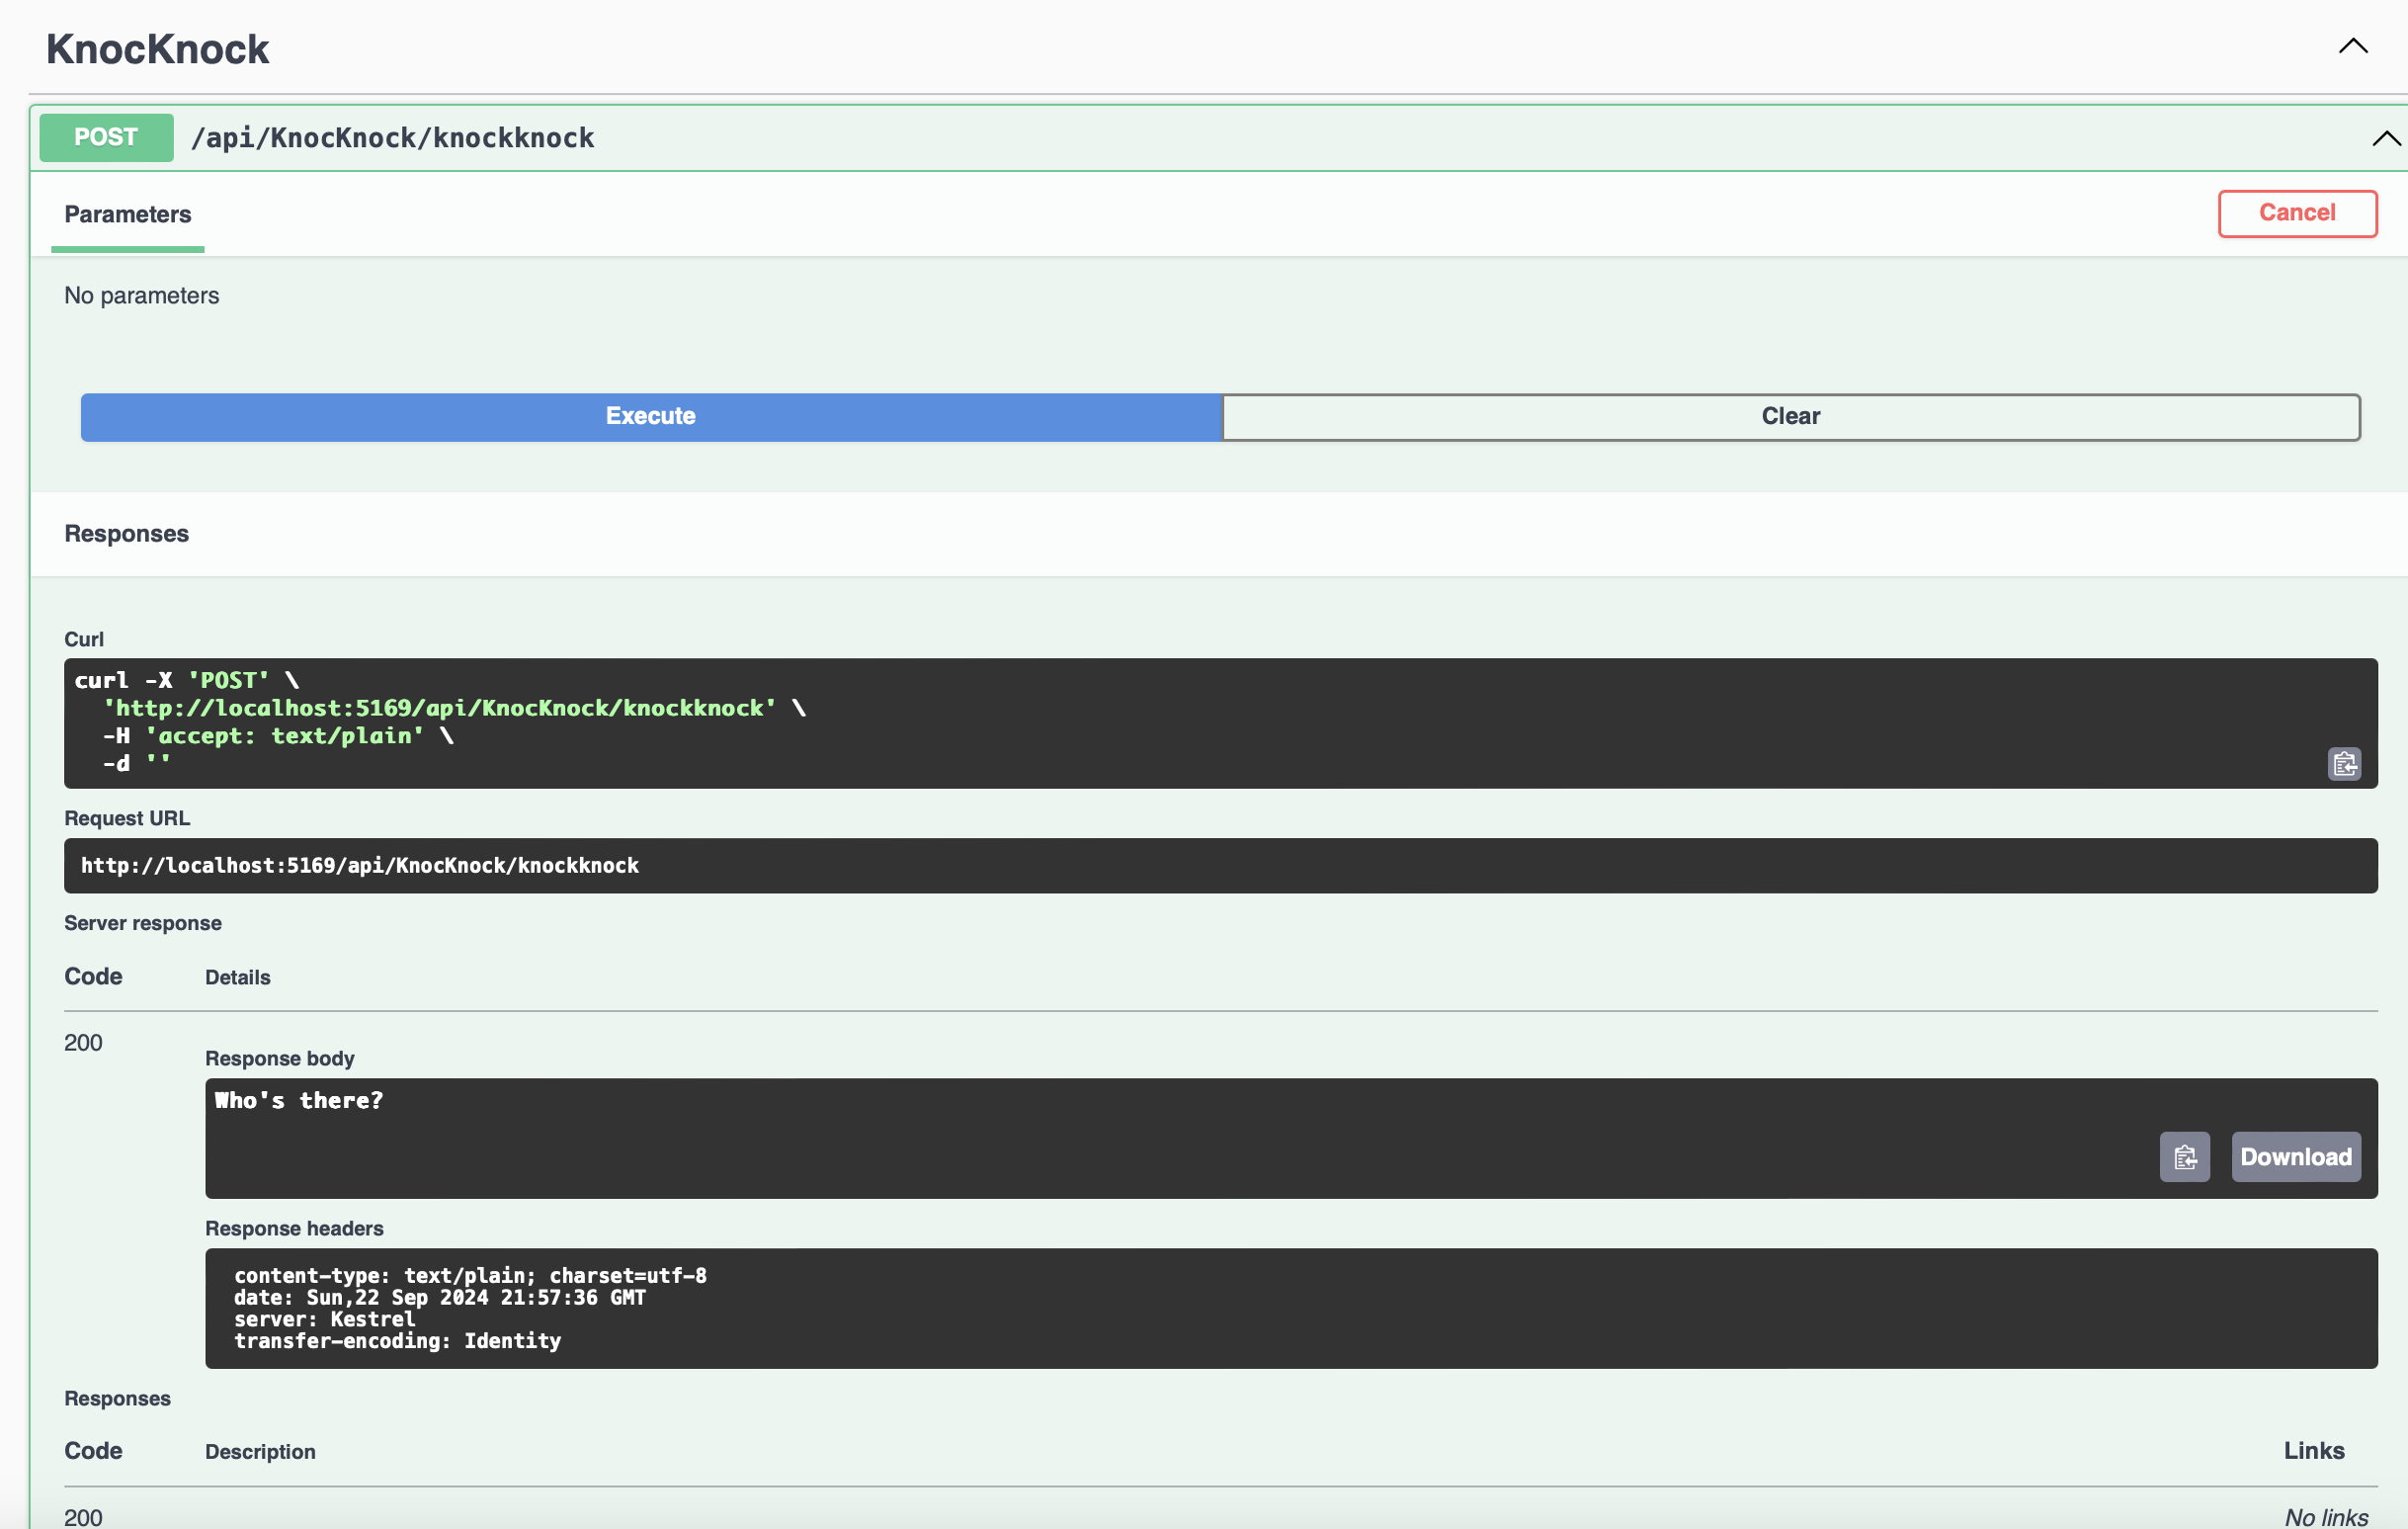 KnocKnock
POST /api/KnocKnock/knockknock
Parameters
Cancel
No parameters
Execute
Clear
Responses
Curl
curl -X 'POST' \
'http://localhost:5169/api/KnocKnock/knockknock' \
-H 'accept: text/plain' \
-d ''
Request URL
http://localhost:5169/api/KnocKnock/knockknock
Server response
Code Details
200
Response body
Who's there?
Download
Response headers
content-type: text/plain; charset=utf-8
date: Sun,22 Sep 2024 21:57:36 GMT
server: Kestrel
transfer-encoding: Identity
Responses
Code Description Links
200 No links